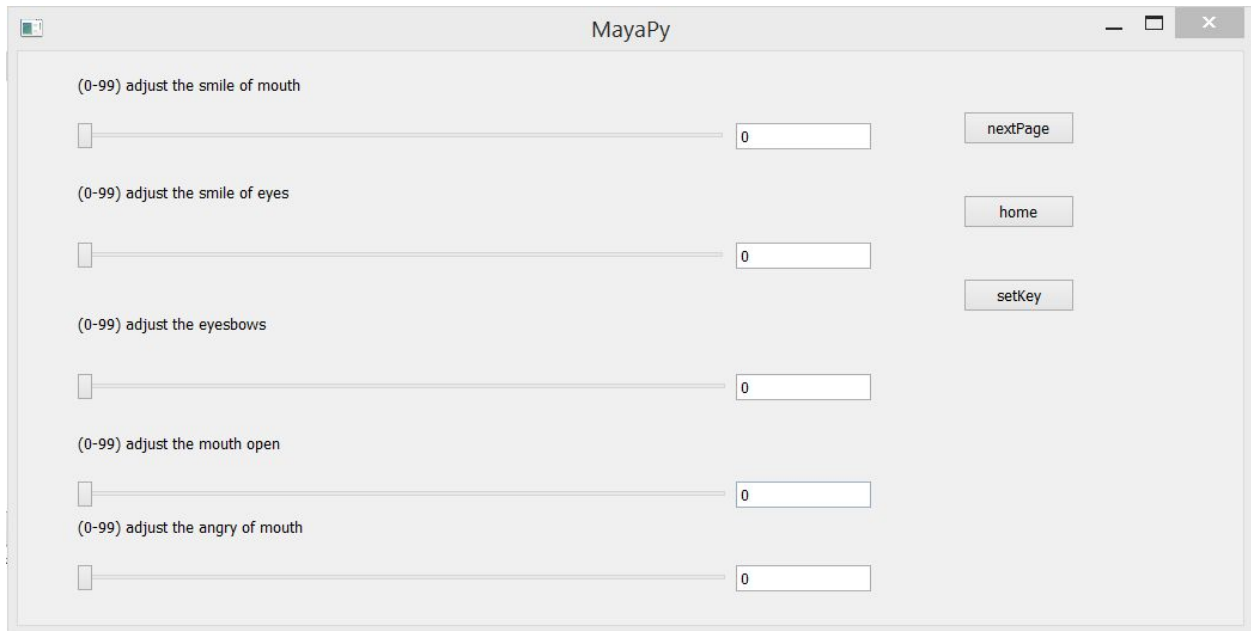 MayaPy
(0-99) adjust the smile of mouth
0
nextPage
(0-99) adjust the smile of eyes
home
0
setKey
(0-99) adjust the eyesbows
0
(0-99) adjust the mouth open
0
(0-99) adjust the angry of mouth
0